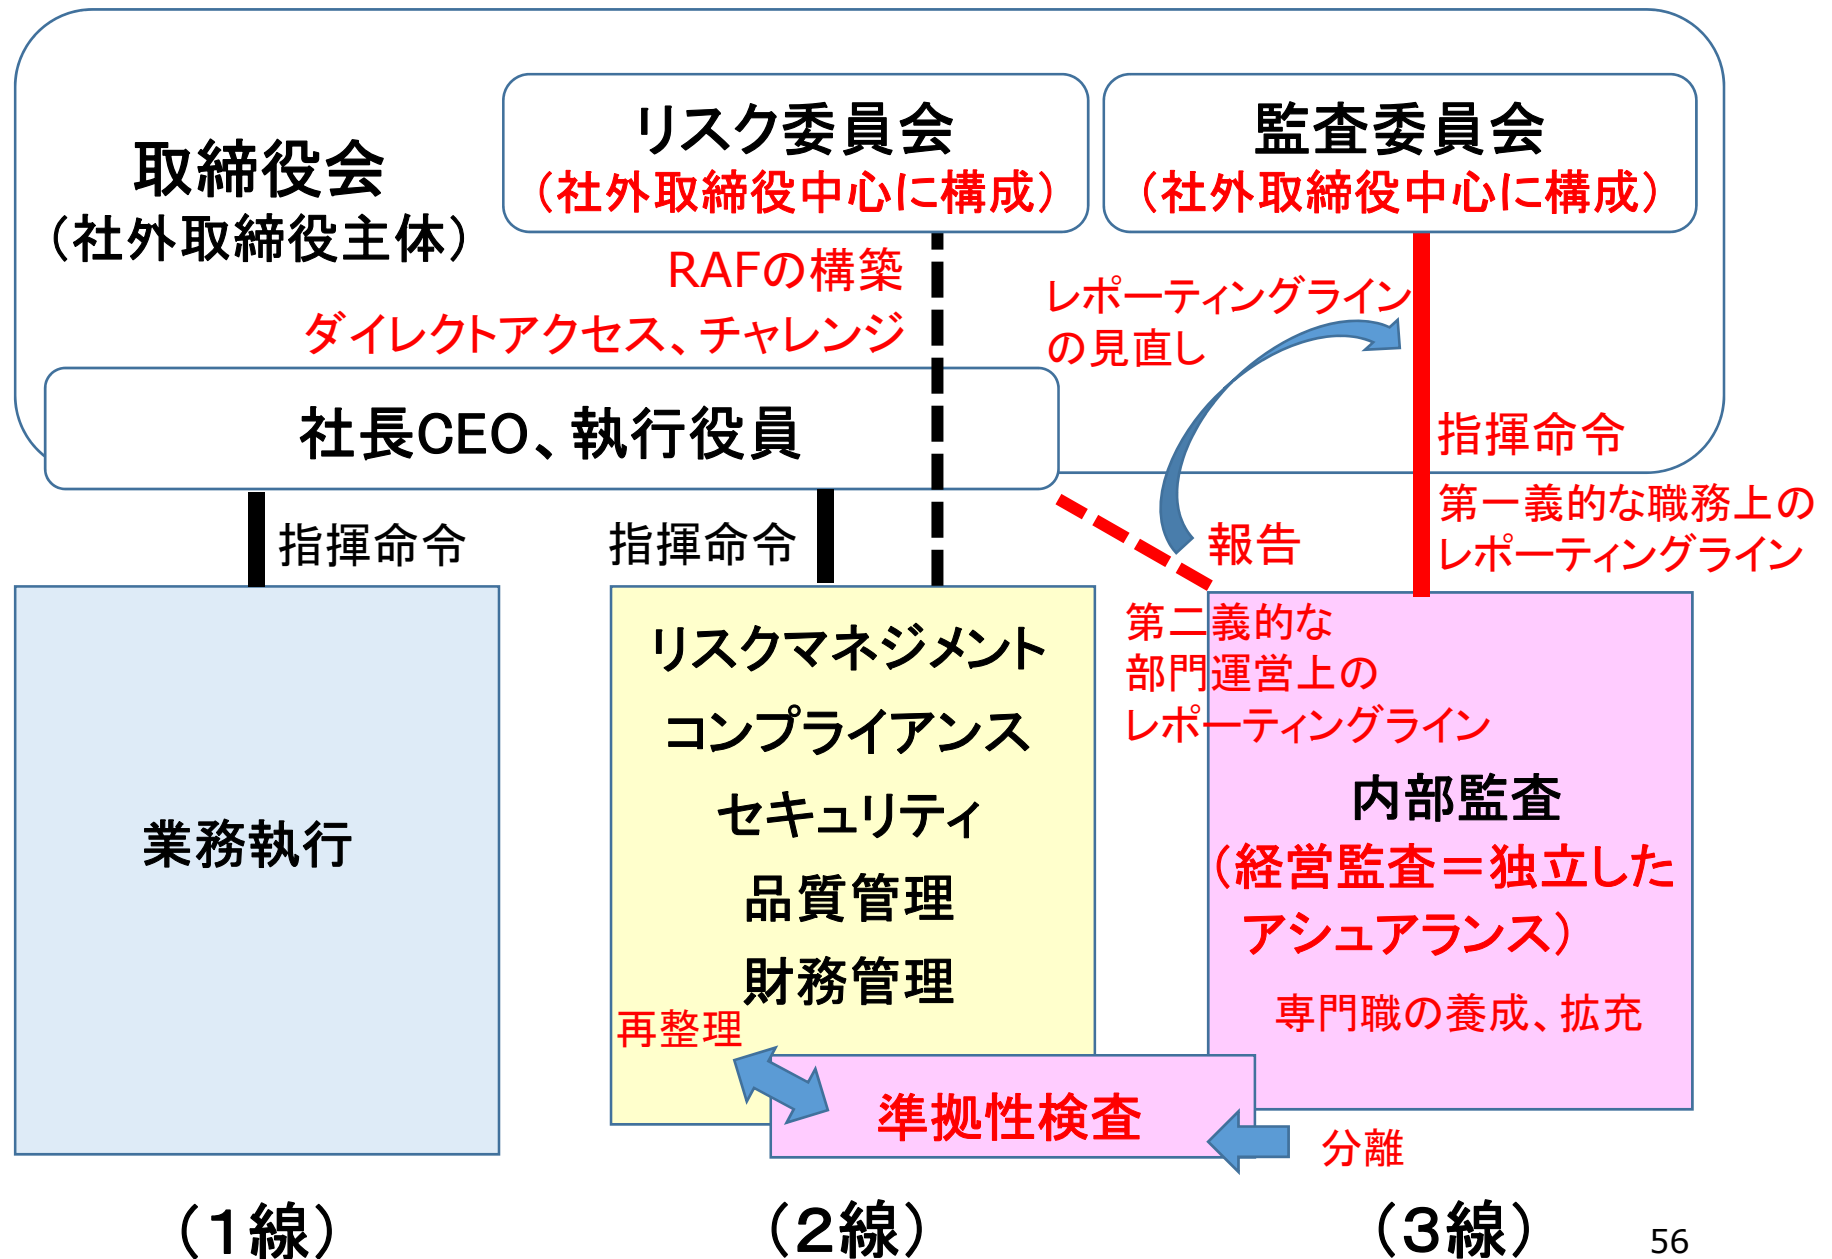 取締役会
（社外取締役主体）
リスク委員会
（社外取締役中心に構成）
監査委員会
（社外取締役中心に構成）
RAFの構築
ダイレクトアクセス、チャレンジ
レポーティングライン
の見直し
社長CEO、執行役員
指揮命令
第一義的な職務上の
レポーティングライン
指揮命令
指揮命令
報告
第二義的な
部門運営上の
レポーティングライン
業務執行
リスクマネジメント
コンプライアンス
セキュリティ
品質管理
財務管理
再整理
内部監査
（経営監査＝独立した
アシュアランス）
専門職の養成、拡充
準拠性検査
分離
（１線）
（２線）
（３線）
56